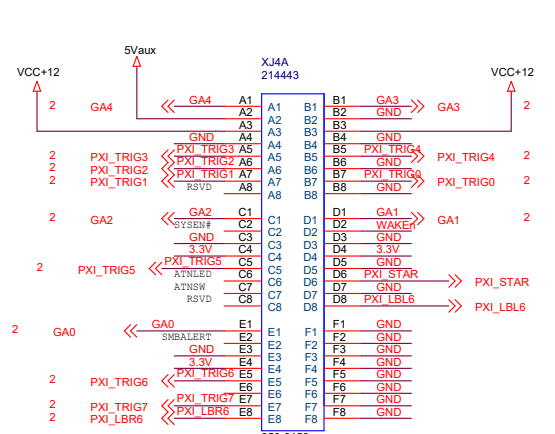 5Vaux
XJ4A
214443
VCC+12 VCC+12
2 GA4 GA4 A1 A1 B1 B1 GA3 GA3 2
A2 A2 B2 B2 GND
A3 A3 B3 B3
GND A4 A4 B4 B4 GND
2 PXI_TRIG3 PXI_TRIG3 A5 A5 B5 B5 PXI_TRIG4 PXI_TRIG4 2
2 PXI_TRIG2 PXI_TRIG2 A6 A6 B6 B6 GND
2 PXI_TRIG1 PXI_TRIG1 A7 A7 B7 B7 PXI_TRIG0 PXI_TRIG0 2
RSVD A8 A8 B8 B8 GND
2 GA2 GA2 C1 C1 D1 D1 GA1 GA1 2
SYSEN# C2 C2 D2 D2 WAKEn
GND C3 C3 D3 D3 GND
3.3V C4 C4 D4 D4 3.3V
2 PXI_TRIG5 PXI_TRIG5 C5 C5 D5 D5 GND
ATNLED C6 C6 D6 D6 PXI_STAR PXI_STAR
ATNSW C7 C7 D7 D7 GND
RSVD C8 C8 D8 D8 PXI_LBL6 PXI_LBL6
2 GA0 GA0 E1 E1 F1 F1 GND
SMBALERT E2 E2 F2 F2 GND
GND E3 E3 F3 F3 GND
3.3V E4 E4 F4 F4 GND
2 PXI_TRIG6 PXI_TRIG6 E5 E5 F5 F5 GND
E6 E6 F6 F6 GND
2 PXI_TRIG7 PXI_TRIG7 E7 E7 F7 F7 GND
2 PXI_LBR6 PXI_LBR6 E8 E8 F8 F8 GND